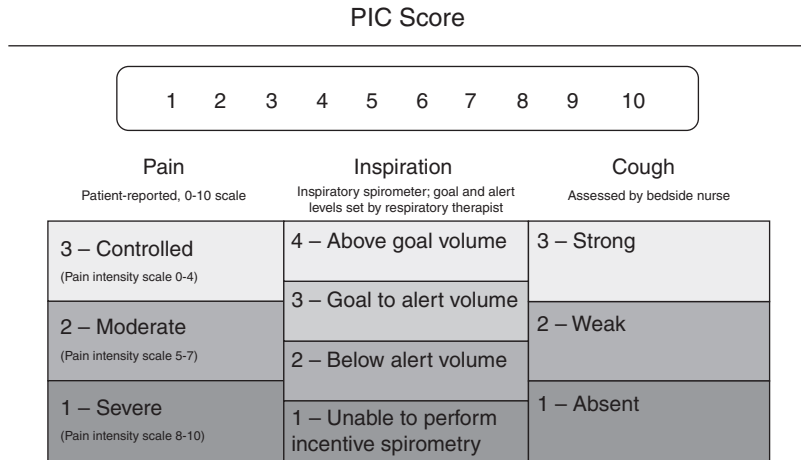 PIC Score
1 2 3 4 5 6 7 8 9 10
Pain
Patient-reported, 0-10 scale
Inspiration
Inspiratory spirometer; goal and alert
levels set by respiratory therapist
Cough
Assessed by bedside nurse
3 – Controlled
(Pain intensity scale 0-4)
2 – Moderate
(Pain intensity scale 5-7)
1 – Severe
(Pain intensity scale 8-10)
4 – Above goal volume
3 – Goal to alert volume
2 – Below alert volume
1 – Unable to perform
incentive spirometry
3 – Strong
2 – Weak
1 – Absent